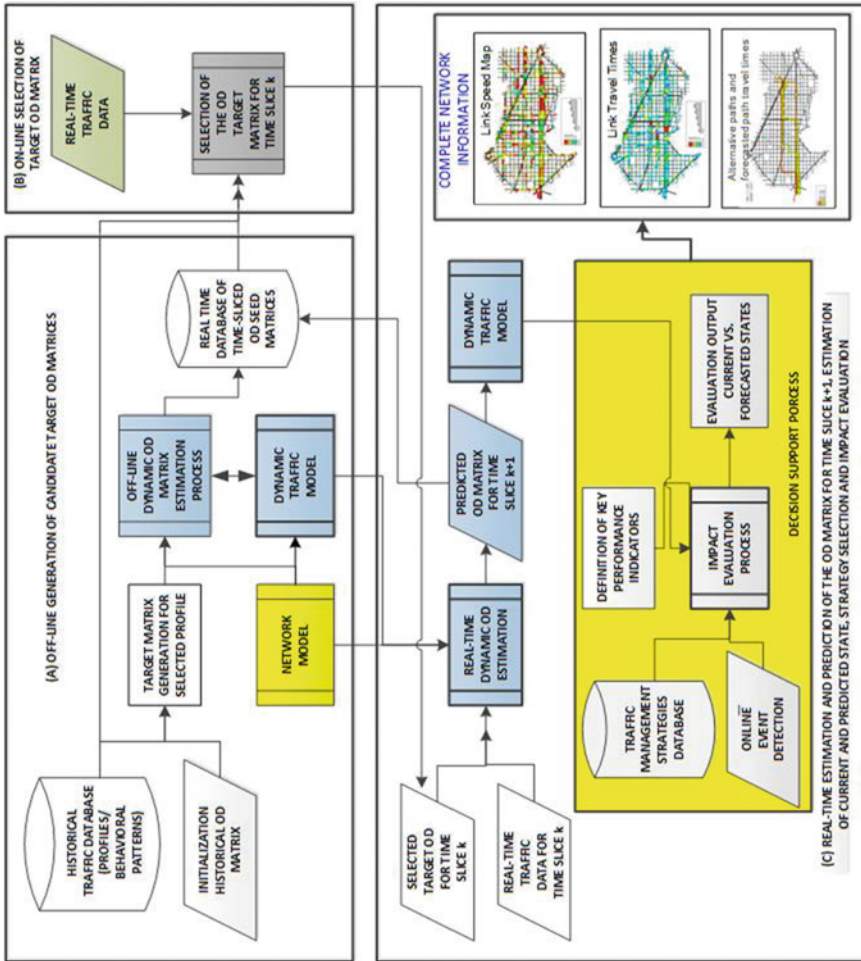 (A) OFF-LINE GENERATION OF CANDIDATE TARGET OD MATRICES
HISTORICAL
TRAFFIC DATABASE
(PROFILES/
BEHAVIORAL
PATTERNS)
INITIALIZATION
HISTORICAL OD
MATRIX
TARGET MATRIX
GENERATION FOR
SELECTED PROFILE
NETWORK
MODEL
OFF-LINE
DYNAMIC OD
MATRIX
ESTIMATION
PROCESS
DYNAMIC
TRAFFIC MODEL
REAL TIME
DATABASE OF
TIME-SLICED
OD SEED
MATRICES
(B) ON-LINE SELECTION OF
TARGET OD MATRIX
REAL-TIME
TRAFFIC
DATA
SELECTION OF
THE OD
TARGET
MATRIX FOR
TIME SLICE k
SELECTED
TARGET OD
FOR TIME
SLICE k
REAL-TIME
TRAFFIC
DATA FOR
TIME SLICE k
REAL-TIME
DYNAMIC OD
ESTIMATION
PREDICTED
OD MATRIX
FOR TIME
SLICE k+1
DYNAMIC
TRAFFIC
MODEL
TRAFFIC
MANAGEMENT
STRATEGIES
DATABASE
ONLINE
EVENT
DETECTION
DEFINITION OF KEY
PERFORMANCE
INDICATORS
IMPACT
EVALUATION
PROCESS
EVALUATION OUTPUT
CURRENT VS.
FORECASTED STATES
DECISION SUPPORT PORCESS
COMPLETE NETWORK
INFORMATION
Link Speed Map
Link Travel Times
Alternative paths and
forecasted path travel times
(C) REAL-TIME ESTIMATION AND PREDICTION OF THE OD MATRIX FOR TIME SLICE k+1, ESTIMATION
OF CURRENT AND PREDICTED STATE, STRATEGY SELECTION AND IMPACT EVALUATION